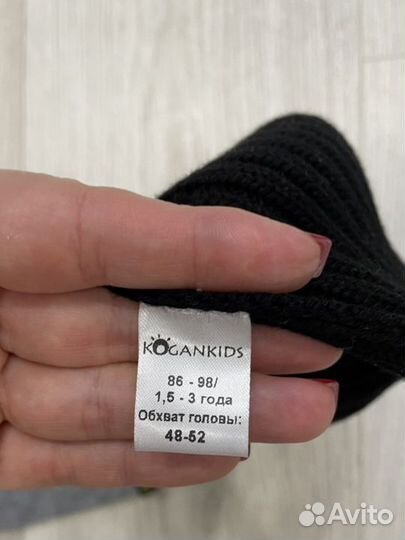 KOGANKIDS
86 - 98/
1,5 - 3 года
Обхват головы:
48-52
Avito